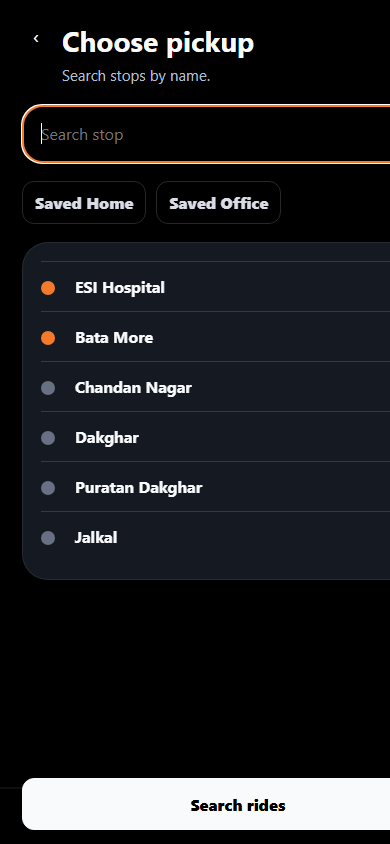 Choose pickup
Search stops by name.
Search stop
Saved Home
Saved Office
ESI Hospital
Bata More
Chandan Nagar
Dakghar
Puratan Dakghar
Jalkal
Search rides